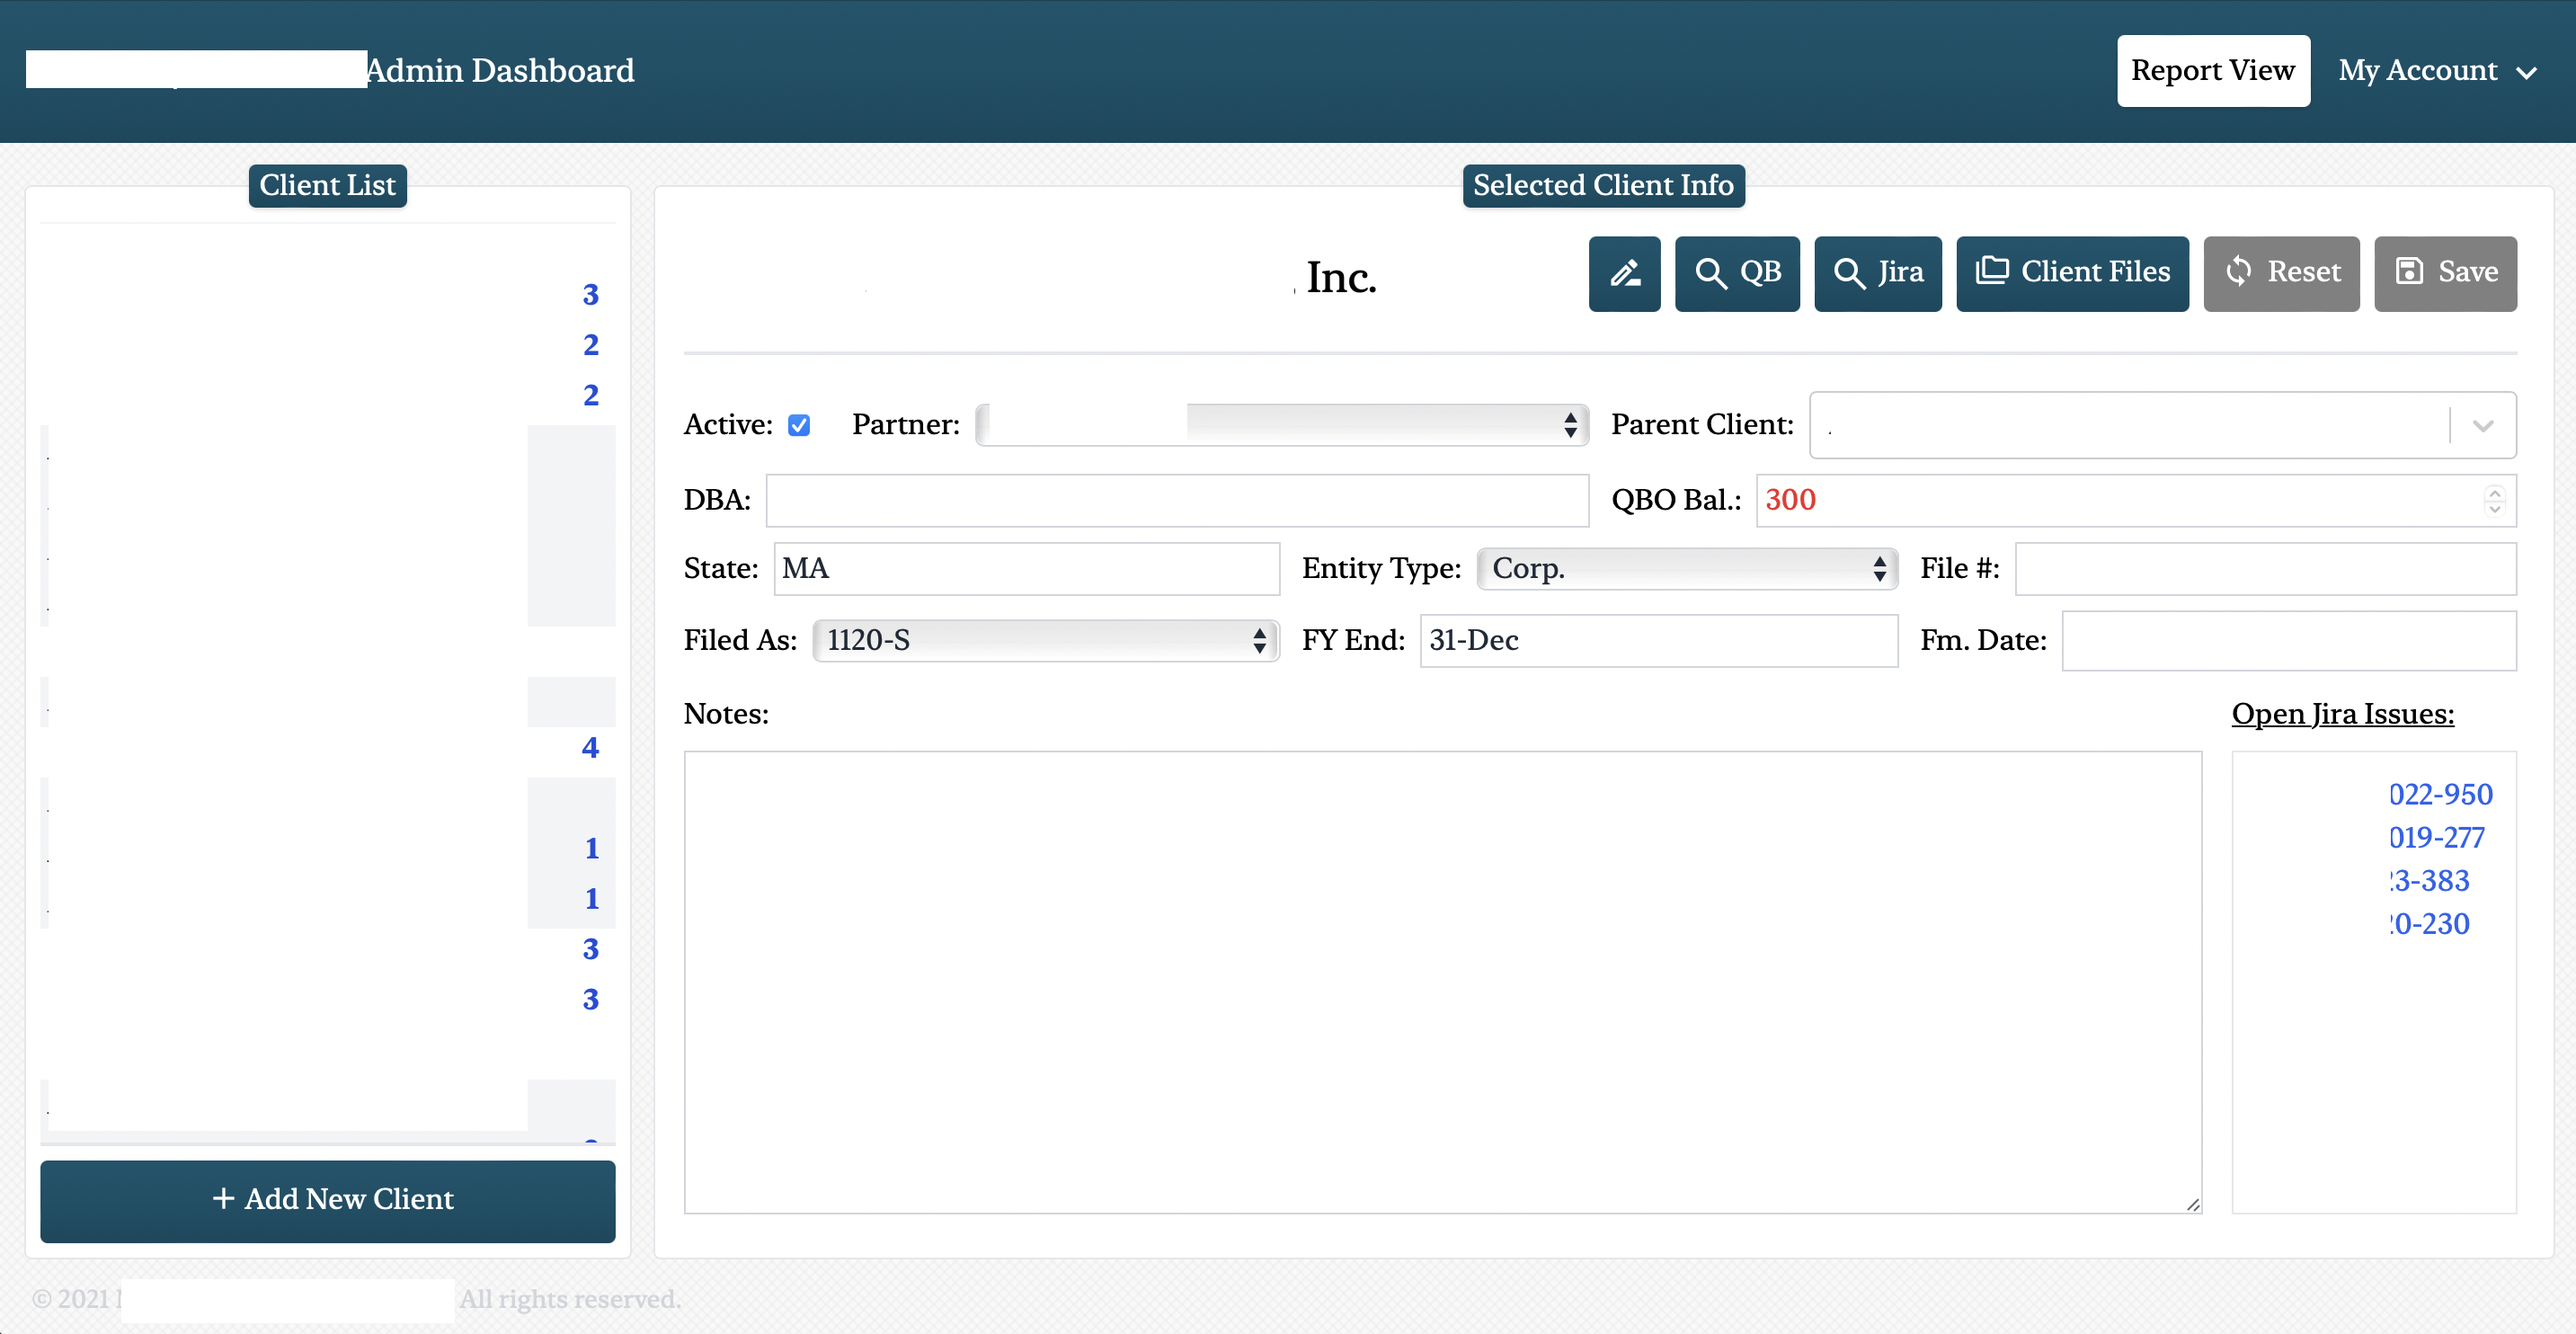 Admin Dashboard
Report View
My Account
Client List
3
2
2
4
1
1
3
3
+ Add New Client
Selected Client Info
, Inc.
QB
Jira
Client Files
Reset
Save
Active:
Partner:
Parent Client:
DBA:
QBO Bal.: 300
State: MA
Entity Type: Corp.
File #:
Filed As: 1120-S
FY End: 31-Dec
Fm. Date:
Notes:
Open Jira Issues:
022-950
019-277
3-383
0-230
© 2021
All rights reserved.